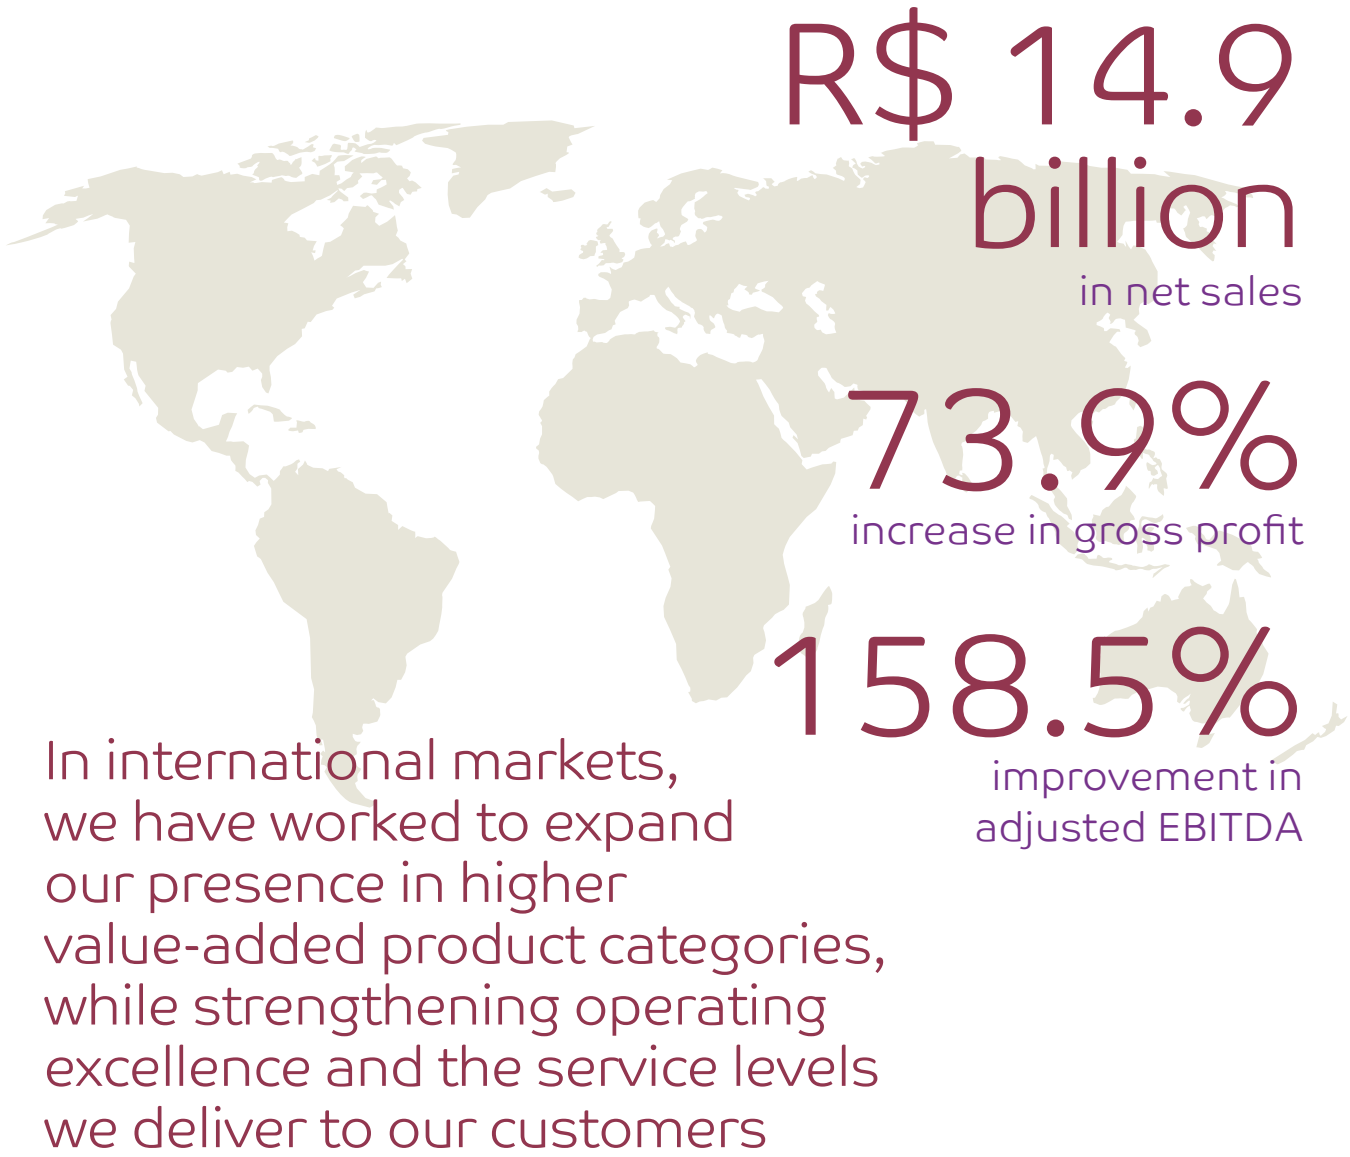 R$ 14.9
billion
in net sales
73.9%
increase in gross profit
158.5%
improvement in
adjusted EBITDA
In international markets,
we have worked to expand
our presence in higher
value-added product categories,
while strengthening operating
excellence and the service levels
we deliver to our customers